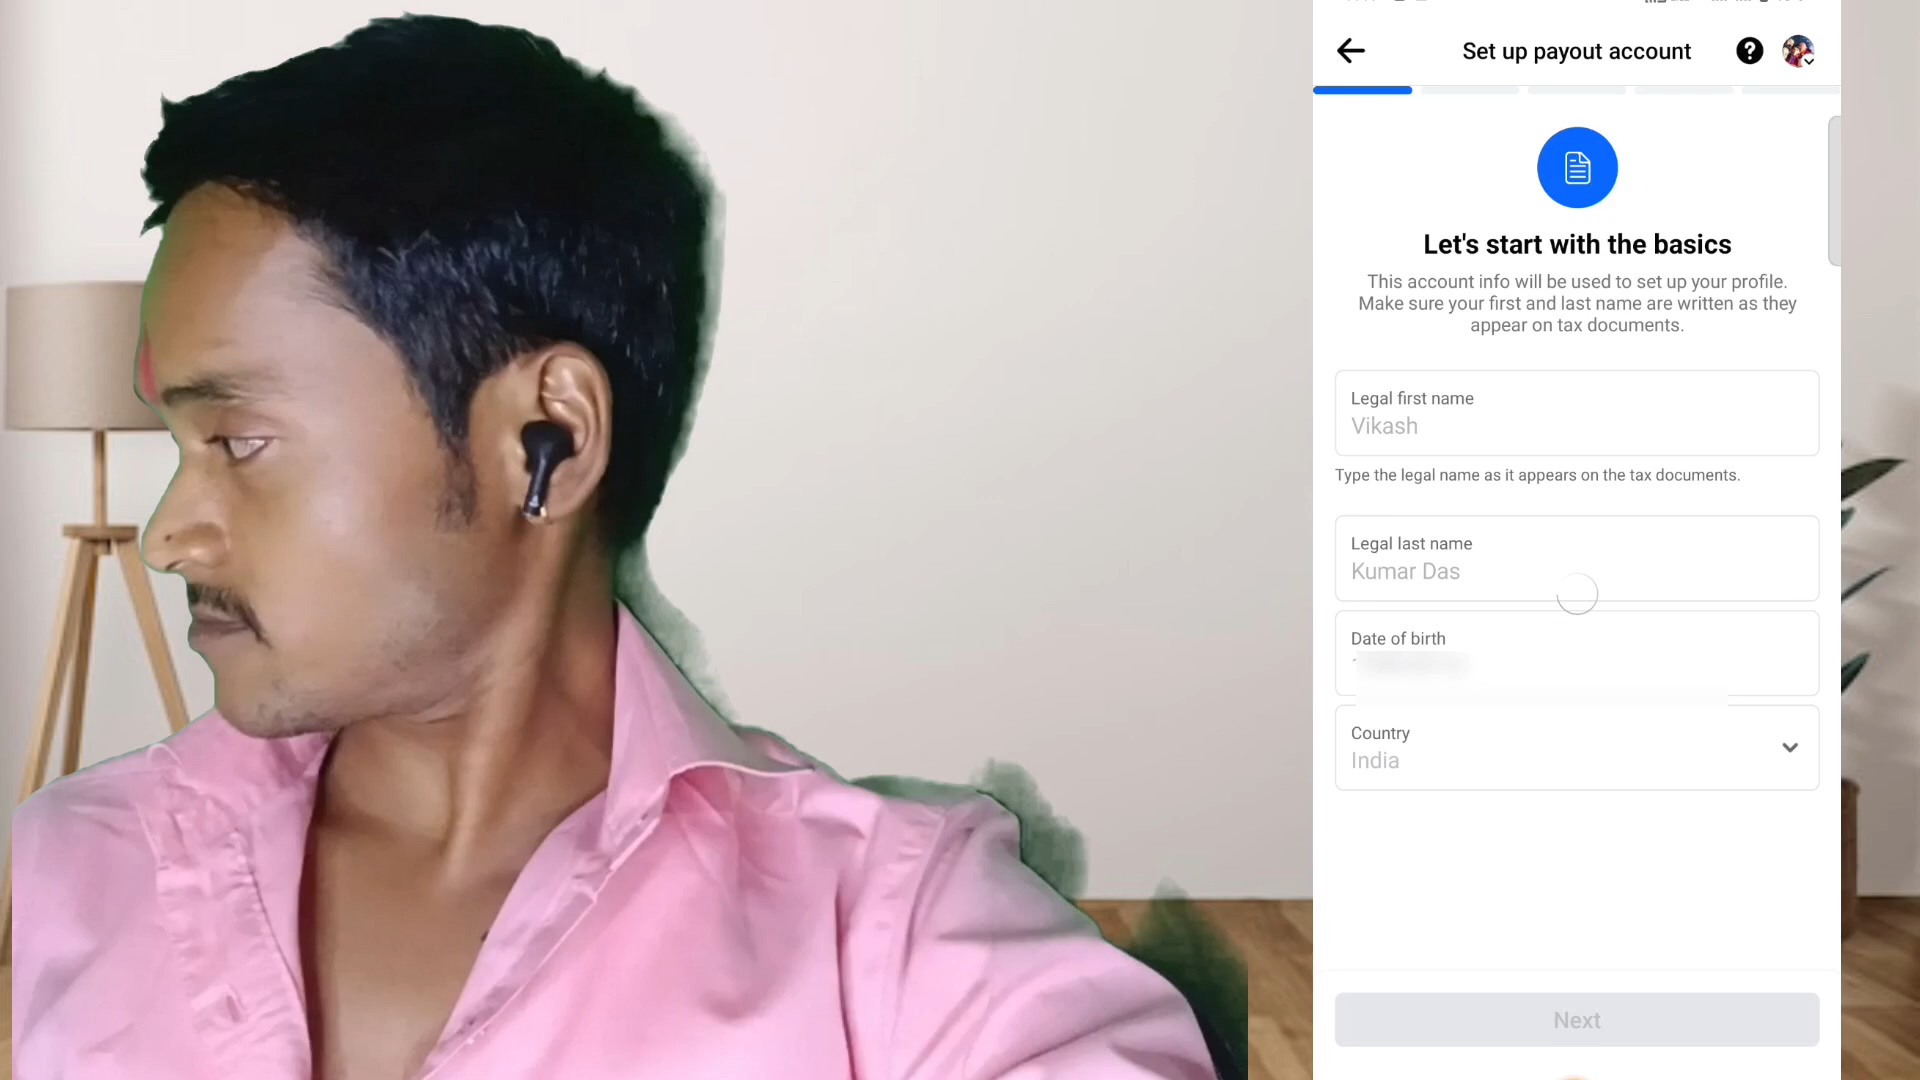 Set up payout account
Let's start with the basics
This account info will be used to set up your profile.
Make sure your first and last name are written as they
appear on tax documents.
Legal first name
Vikash
Type the legal name as it appears on the tax documents.
Legal last name
Kumar Das
Date of birth
Country
India
Next